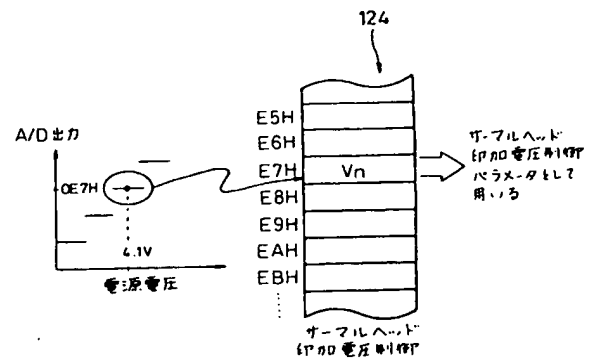 124
A/D出力
0E7H
4.1V
電源電圧
E5H
E6H
E7H
E8H
E9H
EAH
EBH
Vn
サーマルヘッド
印加電圧制御
パラメータとして
用いる
サーマルヘッド
印加電圧制御